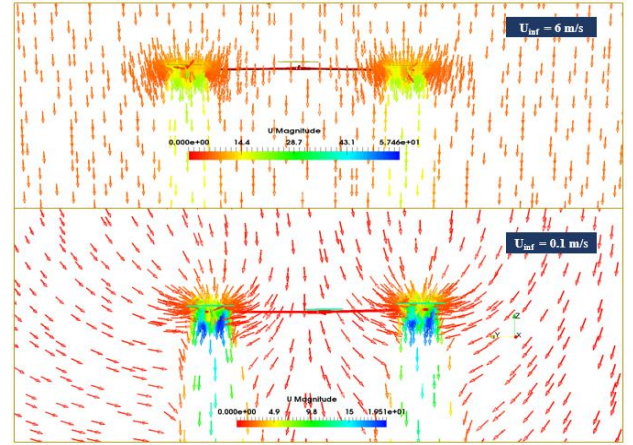 U_inf = 6 m/s
U Magnitude
0.000e+00 14.4 28.7 43.1 5.746e+01
U_inf = 0.1 m/s
Z
Y X
U Magnitude
0.000e+00 4.9 9.8 15 1.951e+01